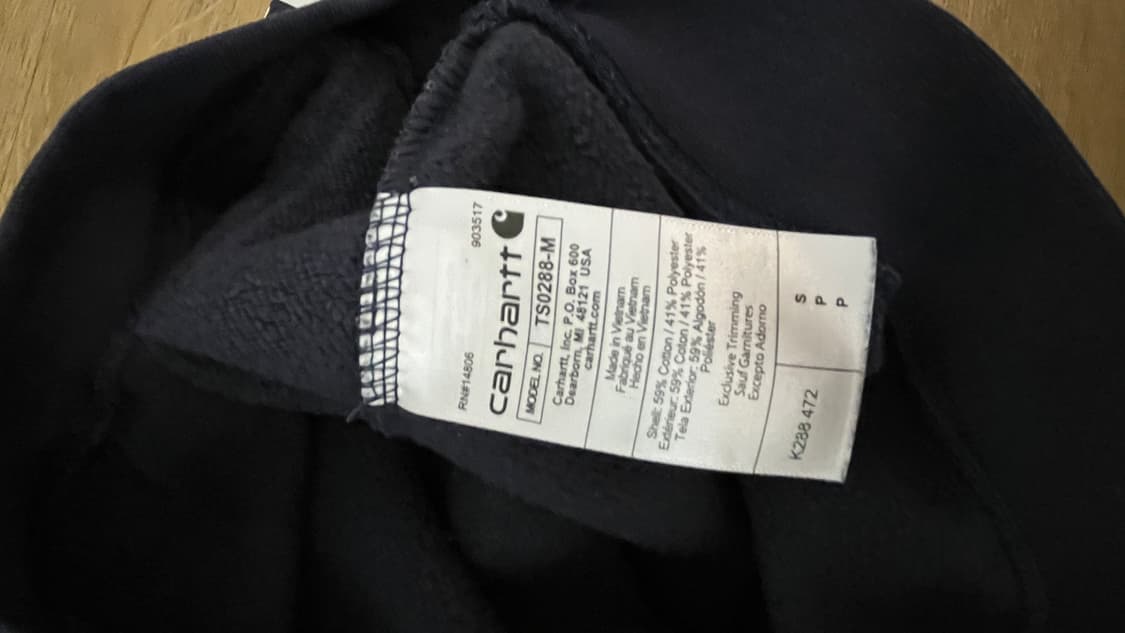 RN#14806 903517
carhartt
MODEL NO. TS0288-M
Carhartt, Inc. P.O. Box 600
Dearborn, MI 48121 USA
carhartt.com
Made in Vietnam
Fabriqué au Vietnam
Hecho en Vietnam
Shell: 59% Cotton / 41% Polyester
Extérieur: 59% Coton / 41% Polyester
Tela Exterior: 59% Algodón / 41%
Poliéster
Exclusive Trimming
Sauf Garnitures
Excepto Adorno
K288 472
S
P
P